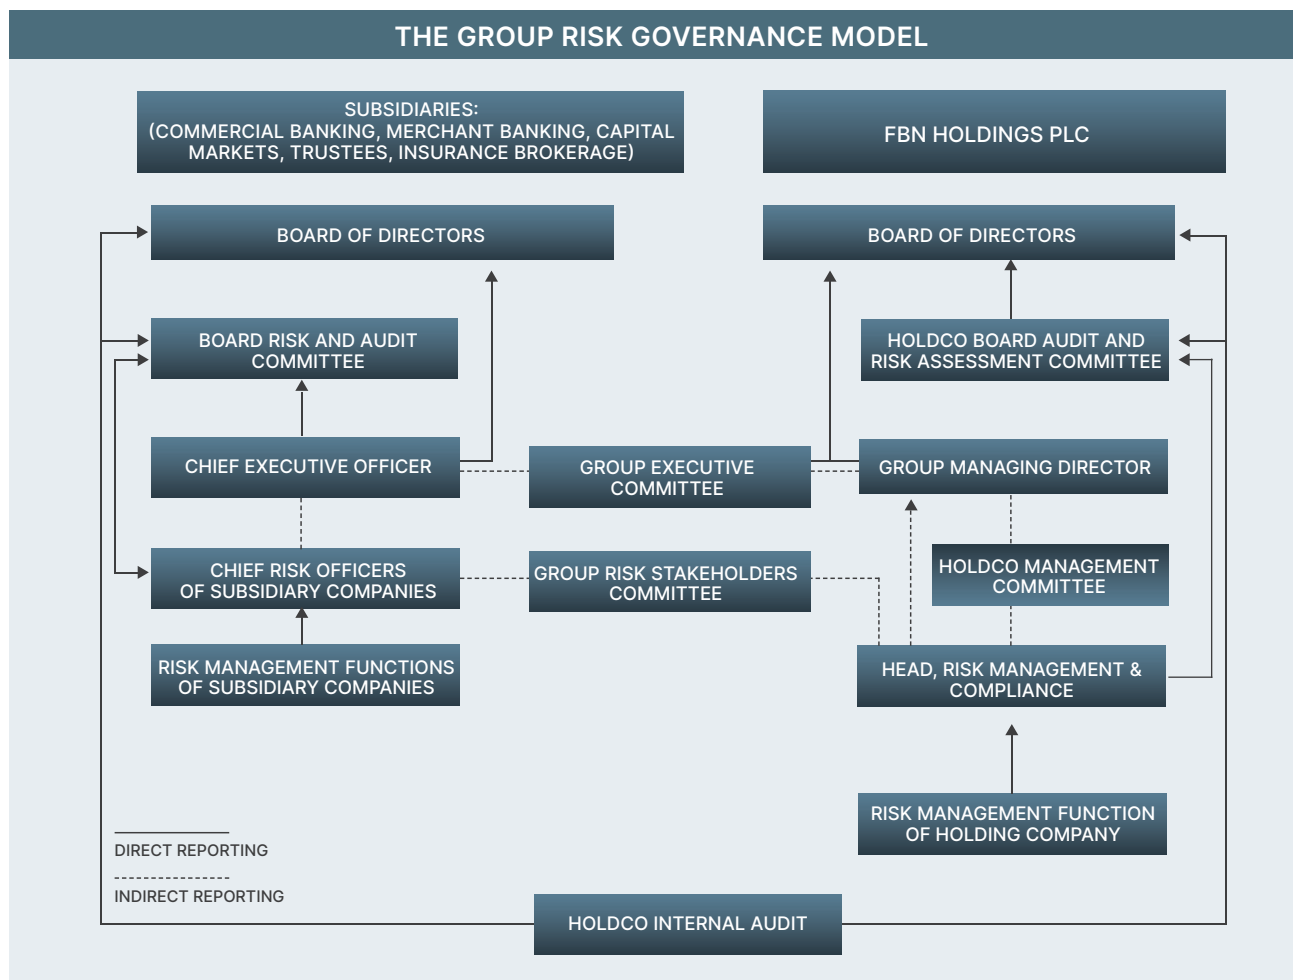 THE GROUP RISK GOVERNANCE MODEL
SUBSIDIARIES:
(COMMERCIAL BANKING, MERCHANT BANKING, CAPITAL
MARKETS, TRUSTEES, INSURANCE BROKERAGE)
FBN HOLDINGS PLC
BOARD OF DIRECTORS
BOARD OF DIRECTORS
BOARD RISK AND AUDIT
COMMITTEE
HOLDCO BOARD AUDIT AND
RISK ASSESSMENT COMMITTEE
CHIEF EXECUTIVE OFFICER
GROUP EXECUTIVE
COMMITTEE
GROUP MANAGING DIRECTOR
CHIEF RISK OFFICERS
OF SUBSIDIARY COMPANIES
GROUP RISK STAKEHOLDERS
COMMITTEE
HOLDCO MANAGEMENT
COMMITTEE
RISK MANAGEMENT FUNCTIONS
OF SUBSIDIARY COMPANIES
HEAD, RISK MANAGEMENT &
COMPLIANCE
RISK MANAGEMENT FUNCTION
OF HOLDING COMPANY
DIRECT REPORTING
INDIRECT REPORTING
HOLDCO INTERNAL AUDIT